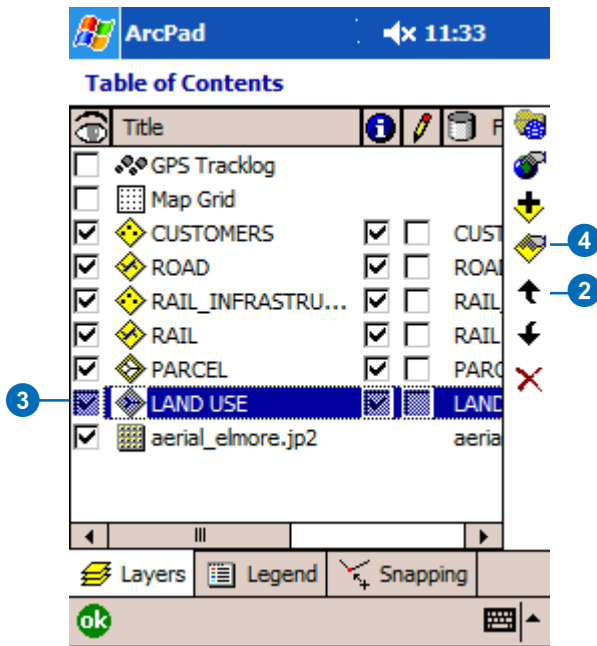 ArcPad 11:33
Table of Contents
Title F
GPS Tracklog
Map Grid
CUSTOMERS CUST
ROAD ROAD
RAIL_INFRASTRU... RAIL_
RAIL RAIL
PARCEL PARC
LAND USE LAND
aerial_elmore.jp2 aeria
4
2
3
Layers Legend Snapping
ok